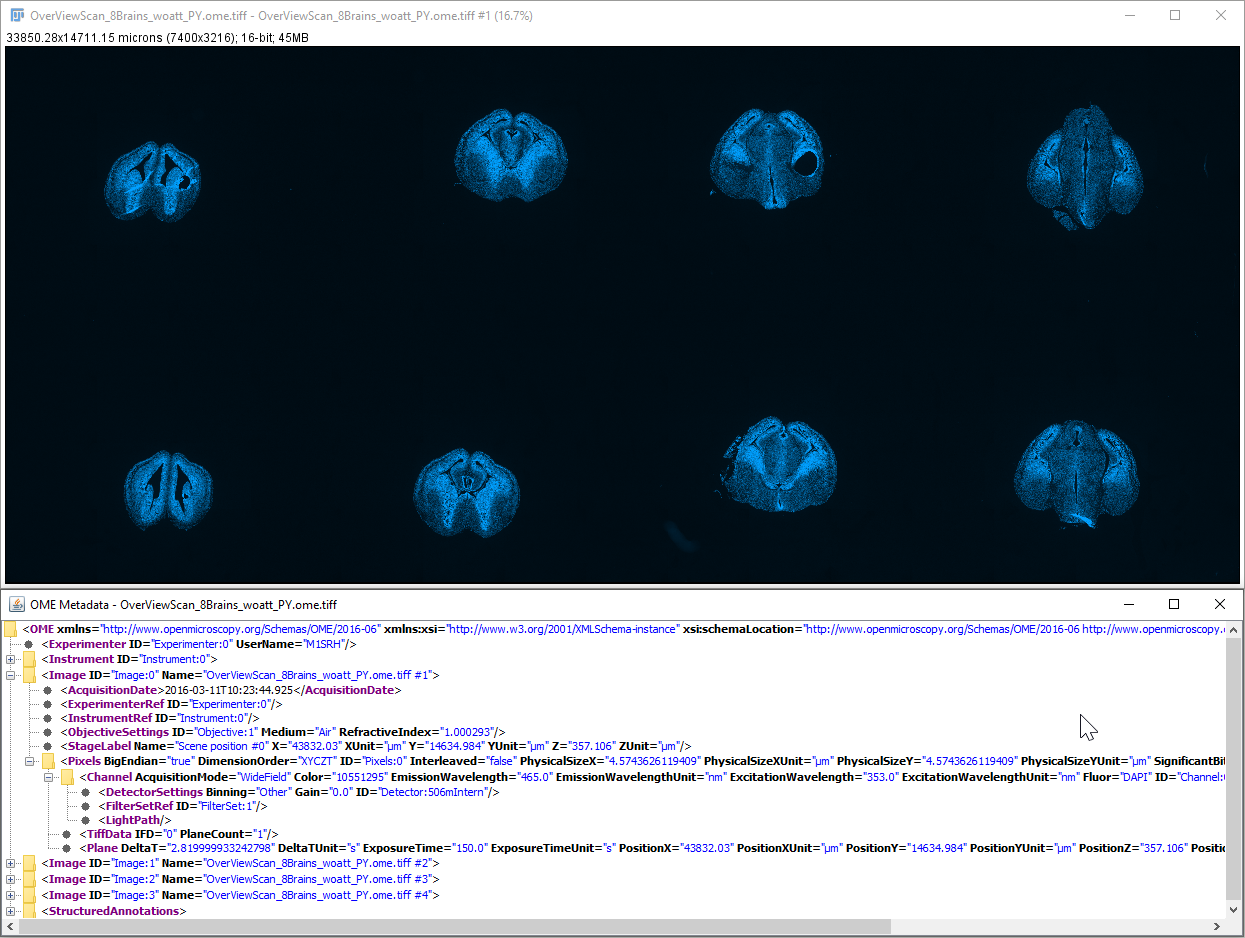 OverViewScan_8Brains_woatt_PY.ome.tiff - OverViewScan_8Brains_woatt_PY.ome.tiff #1 (16.7%)
33850.28x14711.15 microns (7400x3216); 16-bit; 45MB
OME Metadata - OverViewScan_8Brains_woatt_PY.ome.tiff
<OME xmlns="http://www.openmicroscopy.org/Schemas/OME/2016-06" xmlns:xsi="http://www.w3.org/2001/XMLSchema-instance" xsi:schemaLocation="http://www.openmicroscopy.org/Schemas/OME/2016-06 http://www.openmicroscopy.
<Experimenter ID="Experimenter:0" UserName="M1SRH"/>
<Instrument ID="Instrument:0">
<Image ID="Image:0" Name="OverViewScan_8Brains_woatt_PY.ome.tiff #1">
<AcquisitionDate>2016-03-11T10:23:44.925</AcquisitionDate>
<ExperimenterRef ID="Experimenter:0"/>
<InstrumentRef ID="Instrument:0"/>
<ObjectiveSettings ID="Objective:1" Medium="Air" RefractiveIndex="1.000293"/>
<StageLabel Name="Scene position #0" X="43832.03" XUnit="µm" Y="14634.984" YUnit="µm" Z="357.106" ZUnit="µm"/>
<Pixels BigEndian="true" DimensionOrder="XYCZT" ID="Pixels:0" Interleaved="false" PhysicalSizeX="4.5743626119409" PhysicalSizeXUnit="µm" PhysicalSizeY="4.5743626119409" PhysicalSizeYUnit="µm" SignificantBit
<Channel AcquisitionMode="WideField" Color="10551295" EmissionWavelength="465.0" EmissionWavelengthUnit="nm" ExcitationWavelength="353.0" ExcitationWavelengthUnit="nm" Fluor="DAPI" ID="Channel:
<DetectorSettings Binning="Other" Gain="0.0" ID="Detector:506mIntern"/>
<FilterSetRef ID="FilterSet:1"/>
<LightPath/>
<TiffData IFD="0" PlaneCount="1"/>
<Plane DeltaT="2.819999933242798" DeltaTUnit="s" ExposureTime="150.0" ExposureTimeUnit="s" PositionX="43832.03" PositionXUnit="µm" PositionY="14634.984" PositionYUnit="µm" PositionZ="357.106" Positio
<Image ID="Image:1" Name="OverViewScan_8Brains_woatt_PY.ome.tiff #2">
<Image ID="Image:2" Name="OverViewScan_8Brains_woatt_PY.ome.tiff #3">
<Image ID="Image:3" Name="OverViewScan_8Brains_woatt_PY.ome.tiff #4">
<StructuredAnnotations>